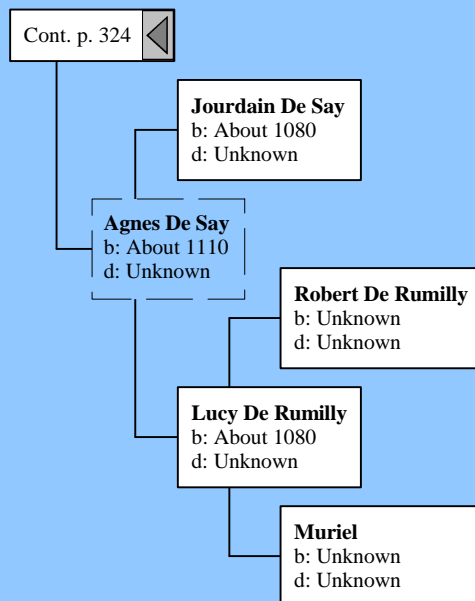 Cont. p. 324
Jourdain De Say
b: About 1080
d: Unknown
Agnes De Say
b: About 1110
d: Unknown
Robert De Rumilly
b: Unknown
d: Unknown
Lucy De Rumilly
b: About 1080
d: Unknown
Muriel
b: Unknown
d: Unknown